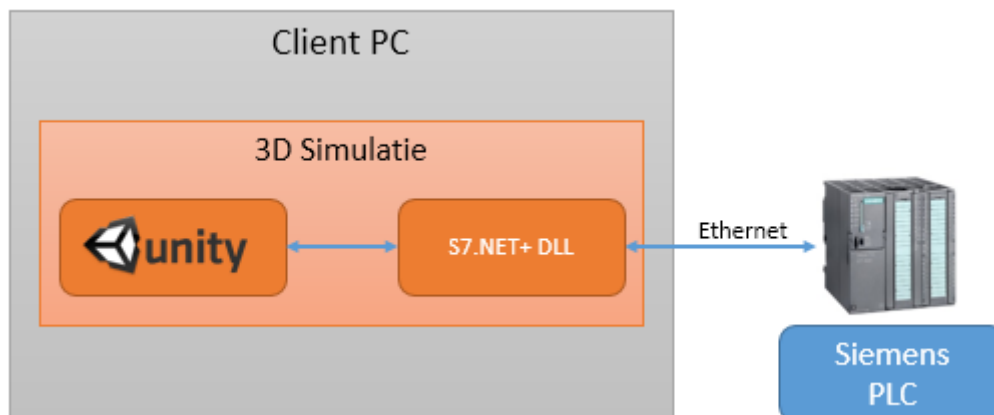 Client PC
3D Simulatie
unity
S7.NET+ DLL
Ethernet
Siemens
PLC